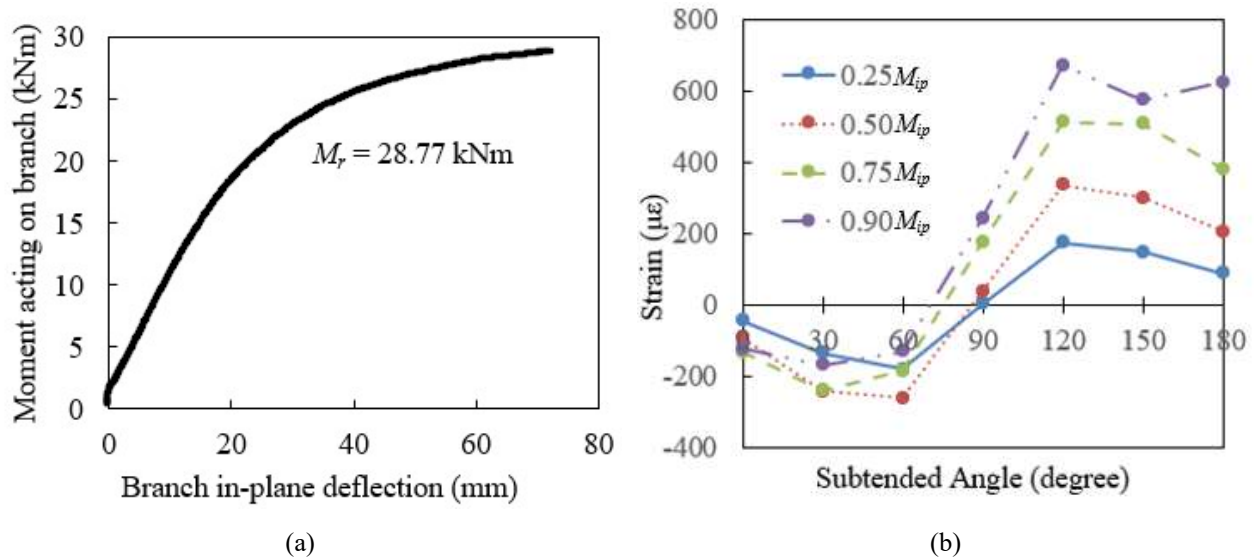 Moment acting on branch (kNm)
30
25
20
15
10
5
0
M_r = 28.77 kNm
0 20 40 60 80
Branch in-plane deflection (mm)
(a)
Strain (με)
800
600
400
200
0
-200
-400
0.25M_ip
0.50M_ip
0.75M_ip
0.90M_ip
30 60 90 120 150 180
Subtended Angle (degree)
(b)